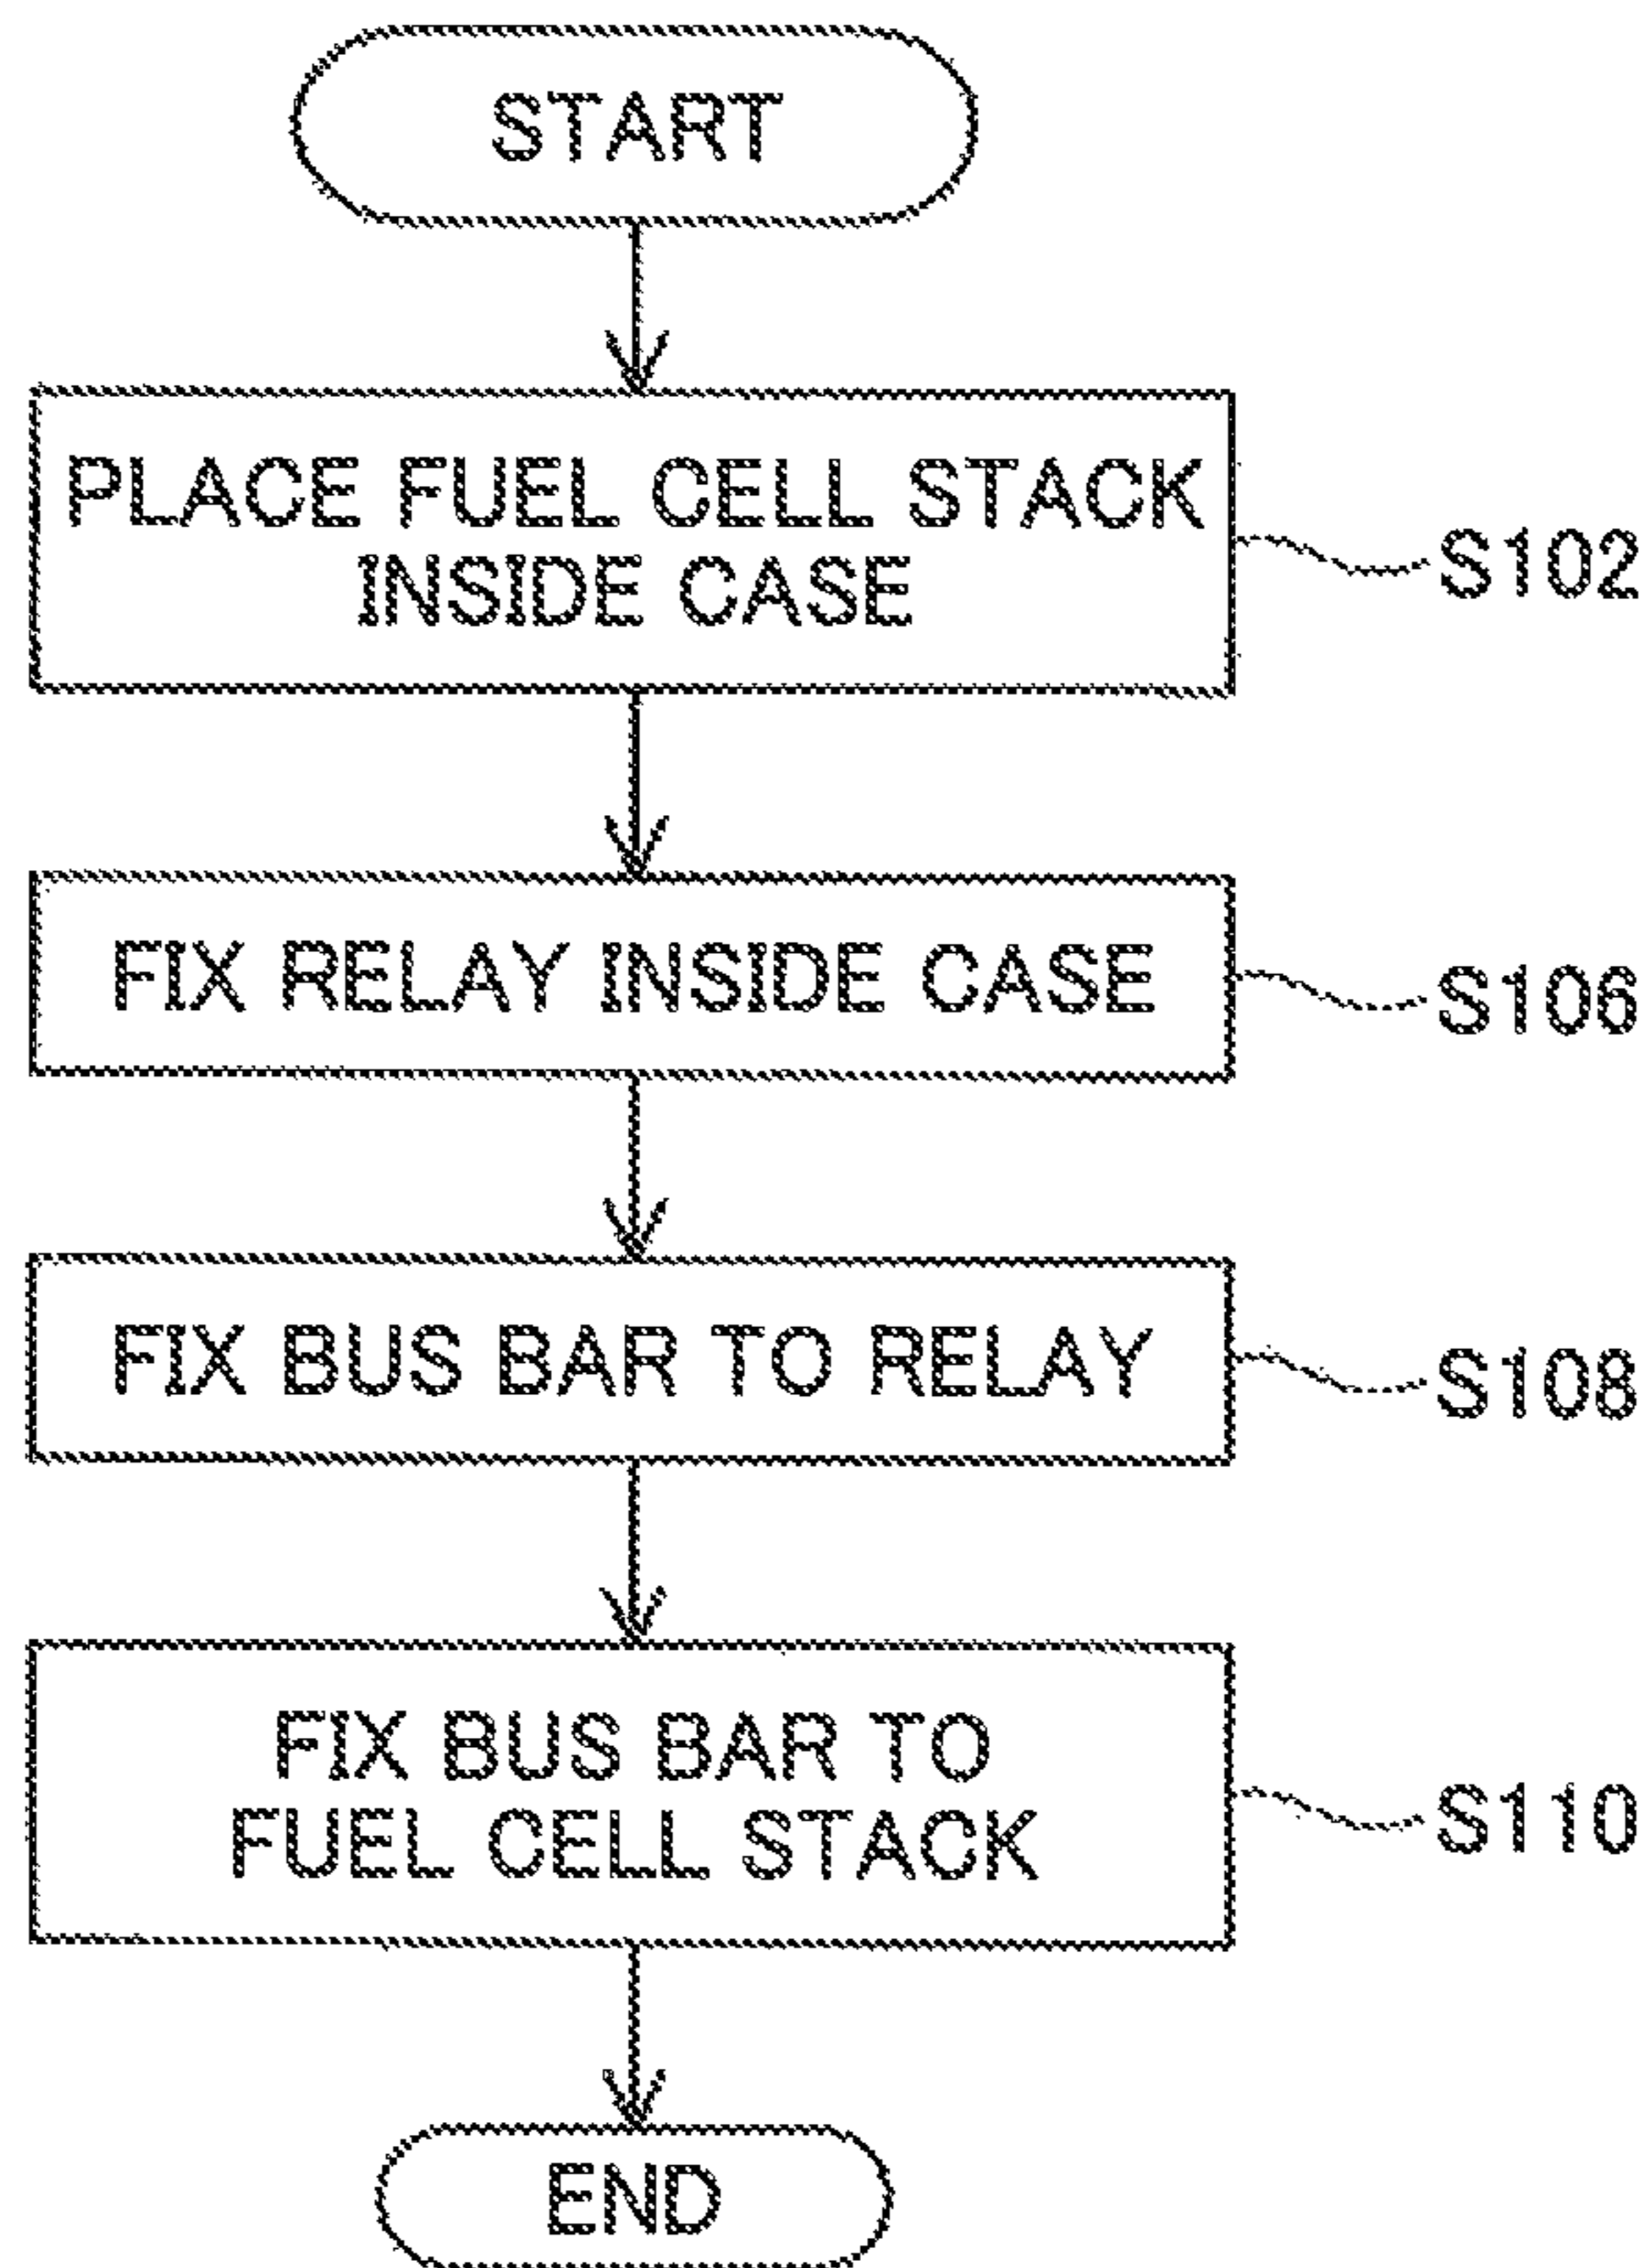 START
PLACE FUEL CELL STACK
INSIDE CASE
S102
FIX RELAY INSIDE CASE
S106
FIX BUS BAR TO RELAY
S108
FIX BUS BAR TO
FUEL CELL STACK
S110
END